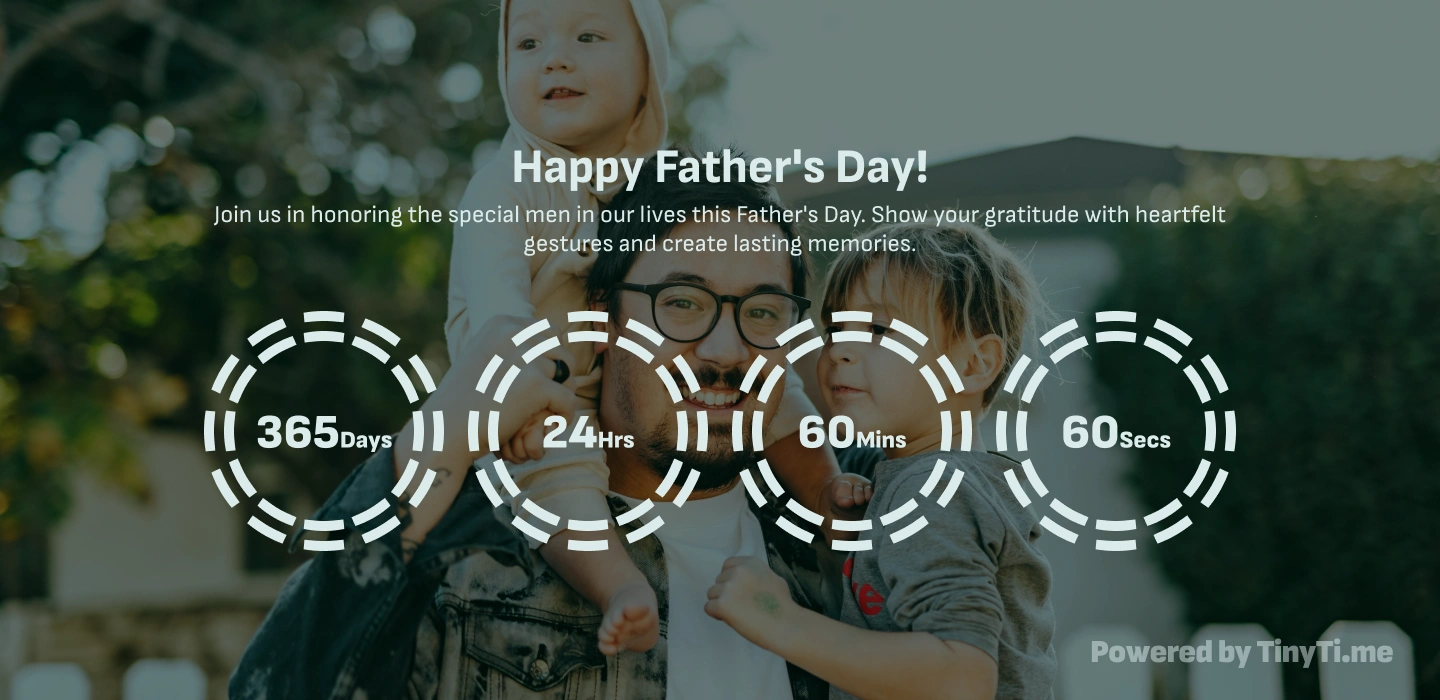 Happy Father's Day!
Join us in honoring the special men in our lives this Father's Day. Show your gratitude with heartfelt
gestures and create lasting memories.
365Days 24Hrs 60Mins 60Secs
Powered by TinyTi.me